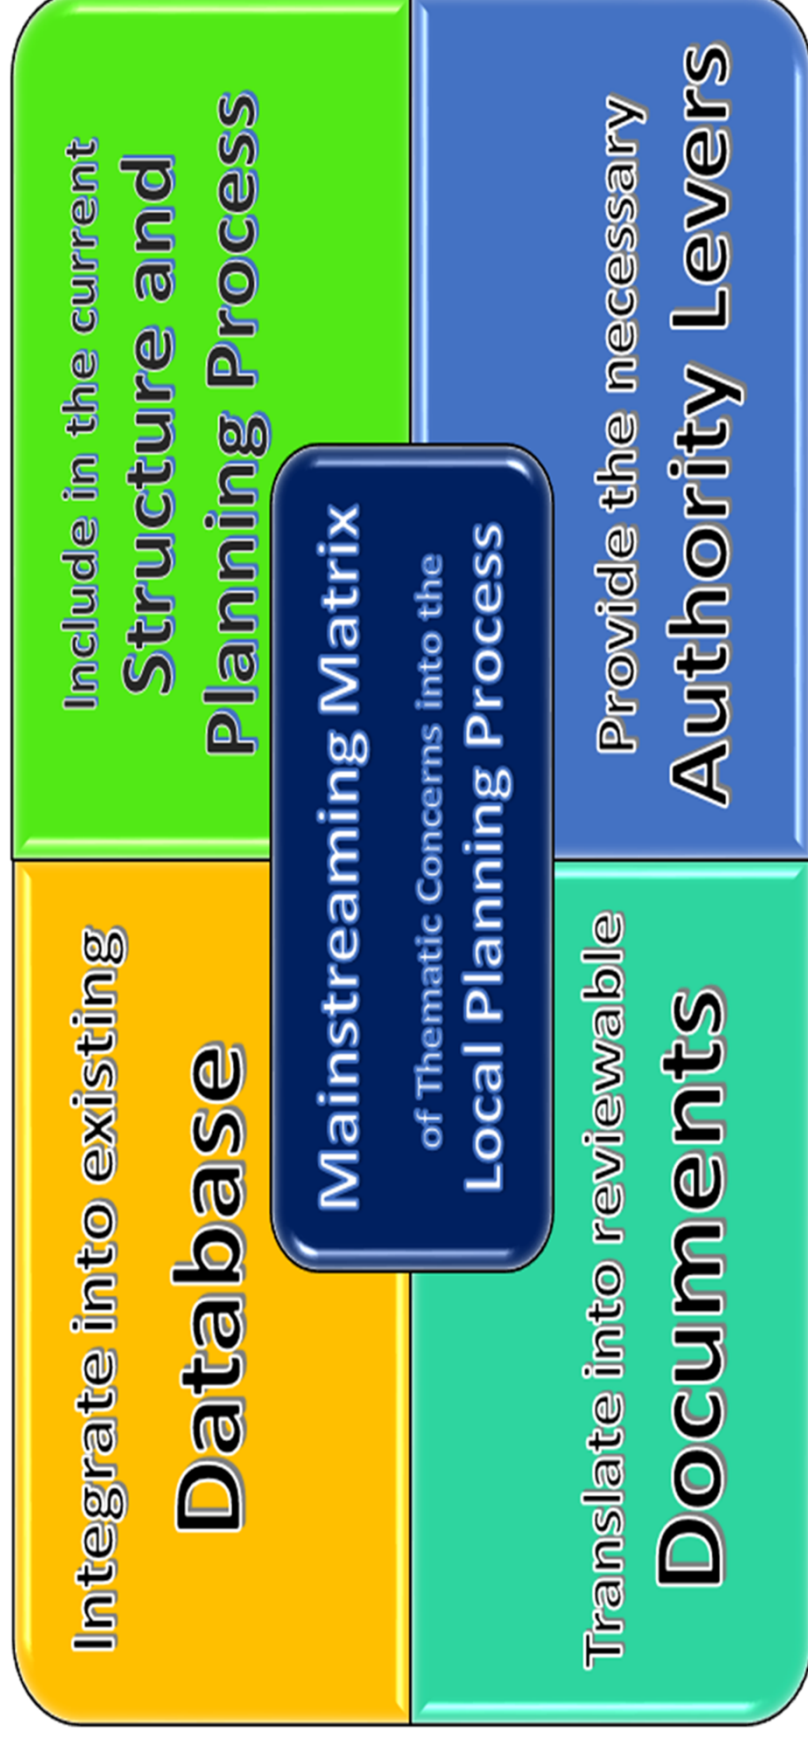 Integrate into existing
Database
Include in the current
Structure and
Planning Process
Mainstreaming Matrix
of Thematic Concerns into the
Local Planning Process
Translate into reviewable
Documents
Provide the necessary
Authority Levers